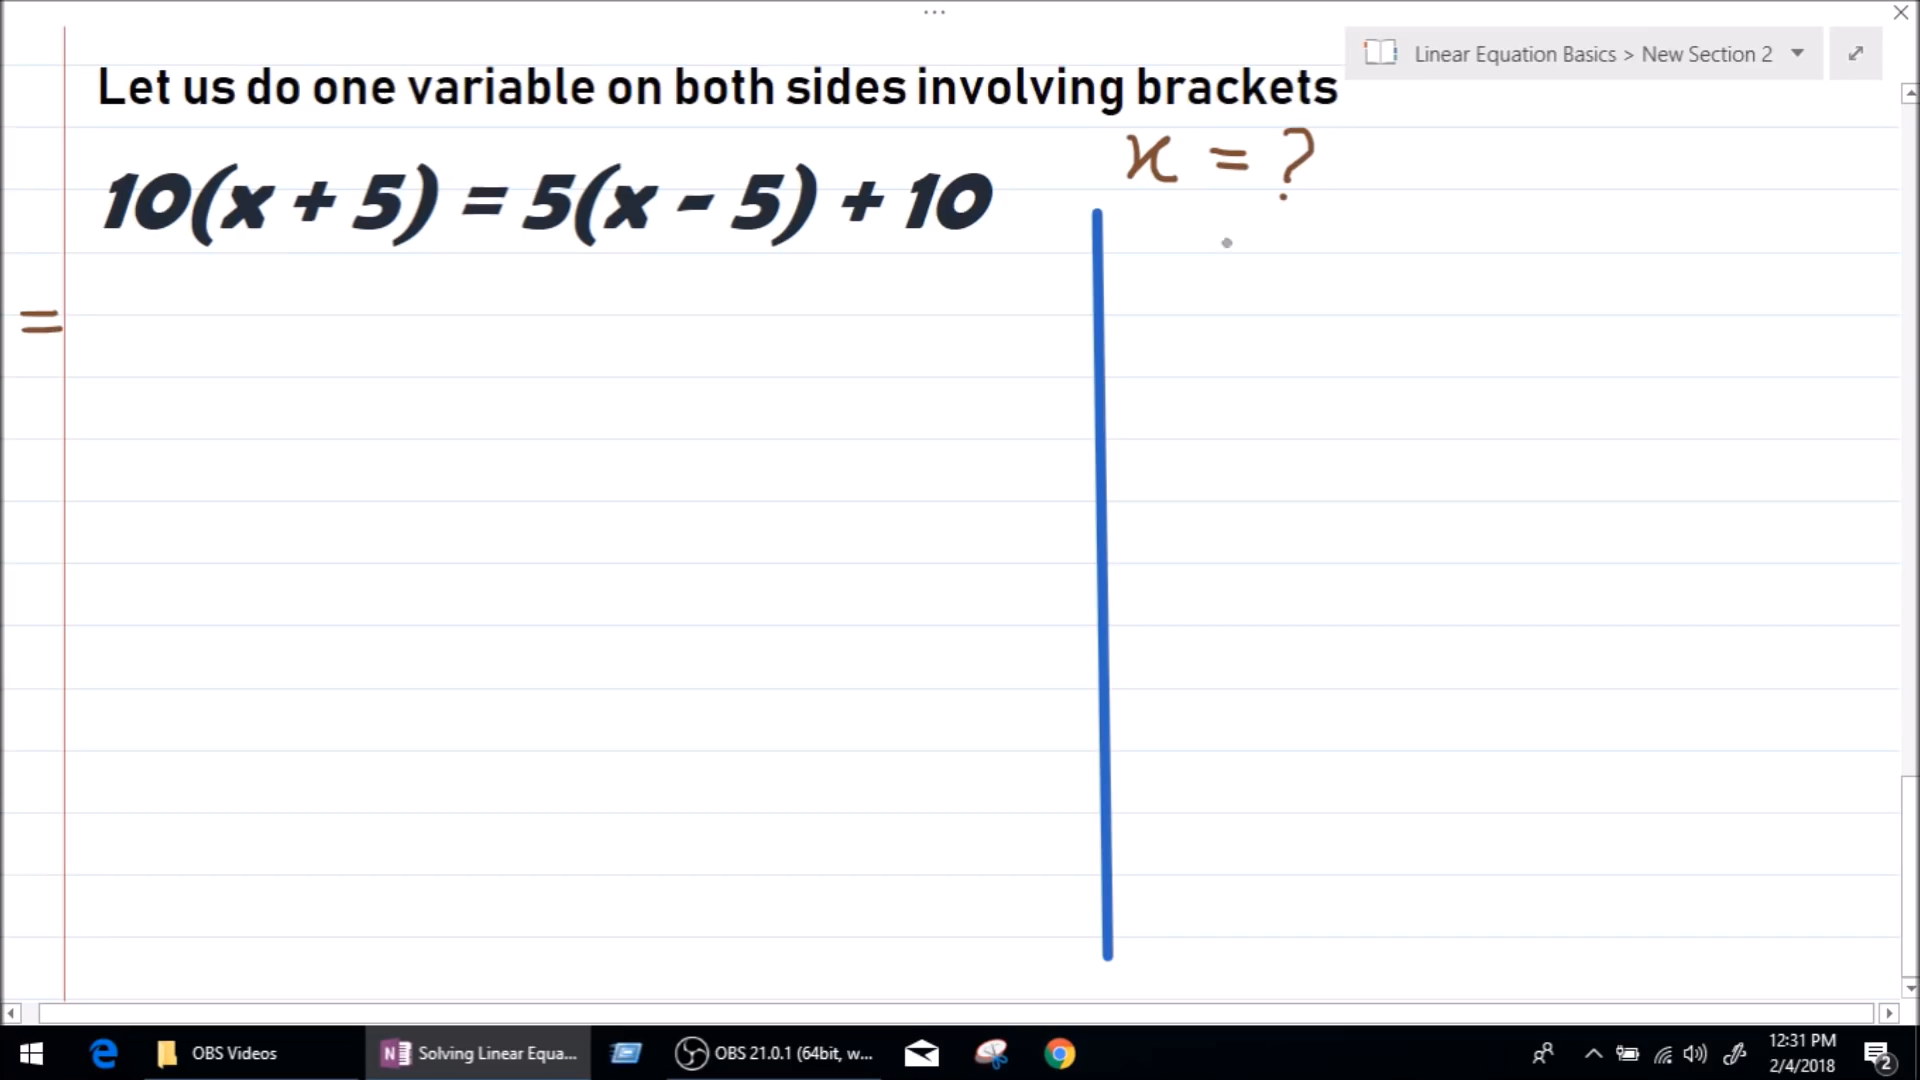 ...
Linear Equation Basics > New Section 2
Let us do one variable on both sides involving brackets
x = ?
10(x + 5) = 5(x - 5) + 10
=
OBS Videos
Solving Linear Equa...
OBS 21.0.1 (64bit, w...
12:31 PM
2/4/2018
2